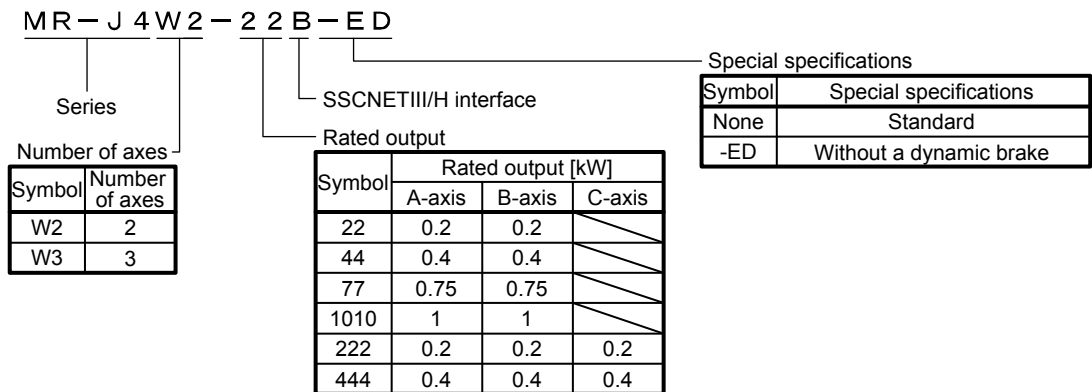 MR-J4W2-22B-ED
Special specifications
Symbol Special specifications
None Standard
-ED Without a dynamic brake
SSCNETIII/H interface
Series
Rated output
Symbol Rated output [kW]
A-axis B-axis C-axis
22 0.2 0.2
44 0.4 0.4
77 0.75 0.75
1010 1 1
222 0.2 0.2 0.2
444 0.4 0.4 0.4
Number of axes
Symbol Number of axes
W2 2
W3 3